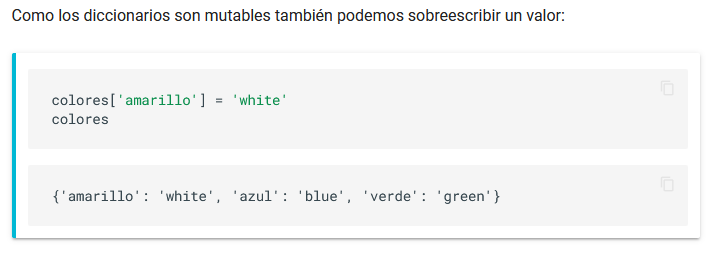 Como los diccionarios son mutables también podemos sobreescribir un valor:
colores['amarillo'] = 'white'
colores
{'amarillo': 'white', 'azul': 'blue', 'verde': 'green'}